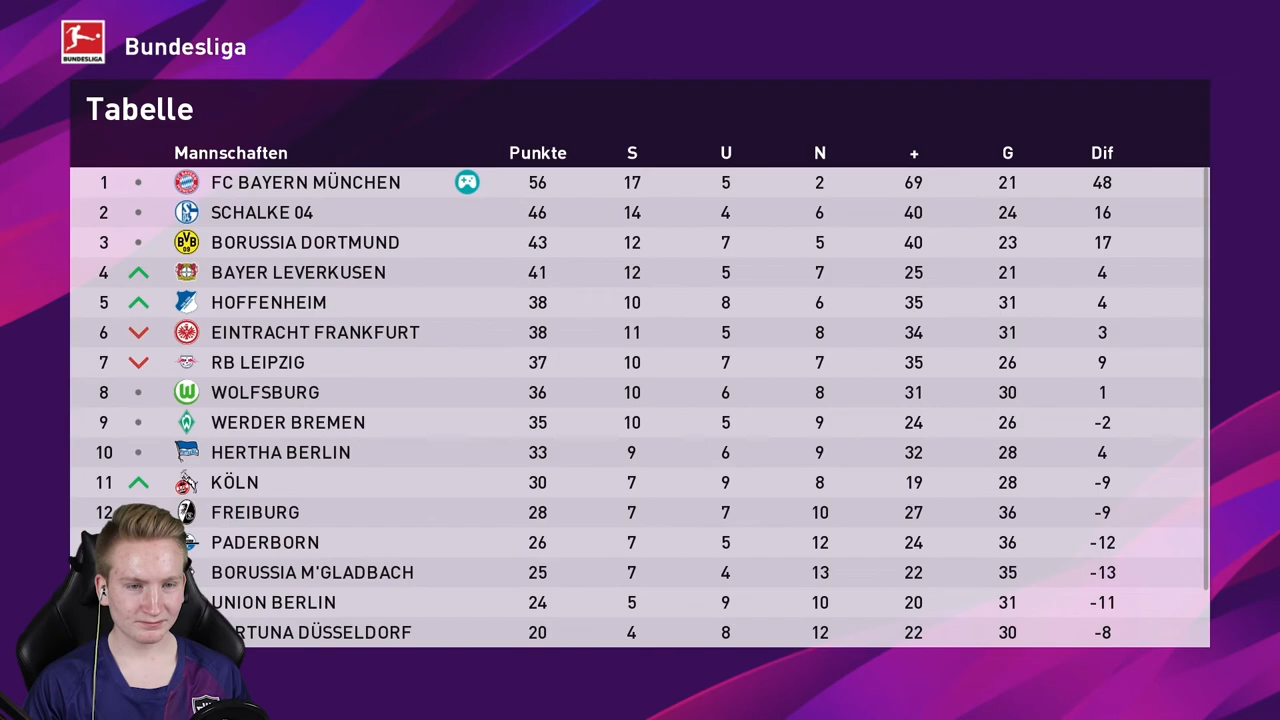 BUNDESLIGA
Bundesliga
Tabelle
Mannschaften Punkte S U N + G Dif
1 FC BAYERN MÜNCHEN 56 17 5 2 69 21 48
2 SCHALKE 04 46 14 4 6 40 24 16
3 BVB 09 BORUSSIA DORTMUND 43 12 7 5 40 23 17
4 BAYER LEVERKUSEN 41 12 5 7 25 21 4
5 HOFFENHEIM 38 10 8 6 35 31 4
6 EINTRACHT FRANKFURT 38 11 5 8 34 31 3
7 RB LEIPZIG 37 10 7 7 35 26 9
8 W WOLFSBURG 36 10 6 8 31 30 1
9 WERDER BREMEN 35 10 5 9 24 26 -2
10 HERTHA BERLIN 33 9 6 9 32 28 4
11 KÖLN 30 7 9 8 19 28 -9
12 FREIBURG 28 7 7 10 27 36 -9
PADERBORN 26 7 5 12 24 36 -12
BORUSSIA M'GLADBACH 25 7 4 13 22 35 -13
UNION BERLIN 24 5 9 10 20 31 -11
RTUNA DÜSSELDORF 20 4 8 12 22 30 -8